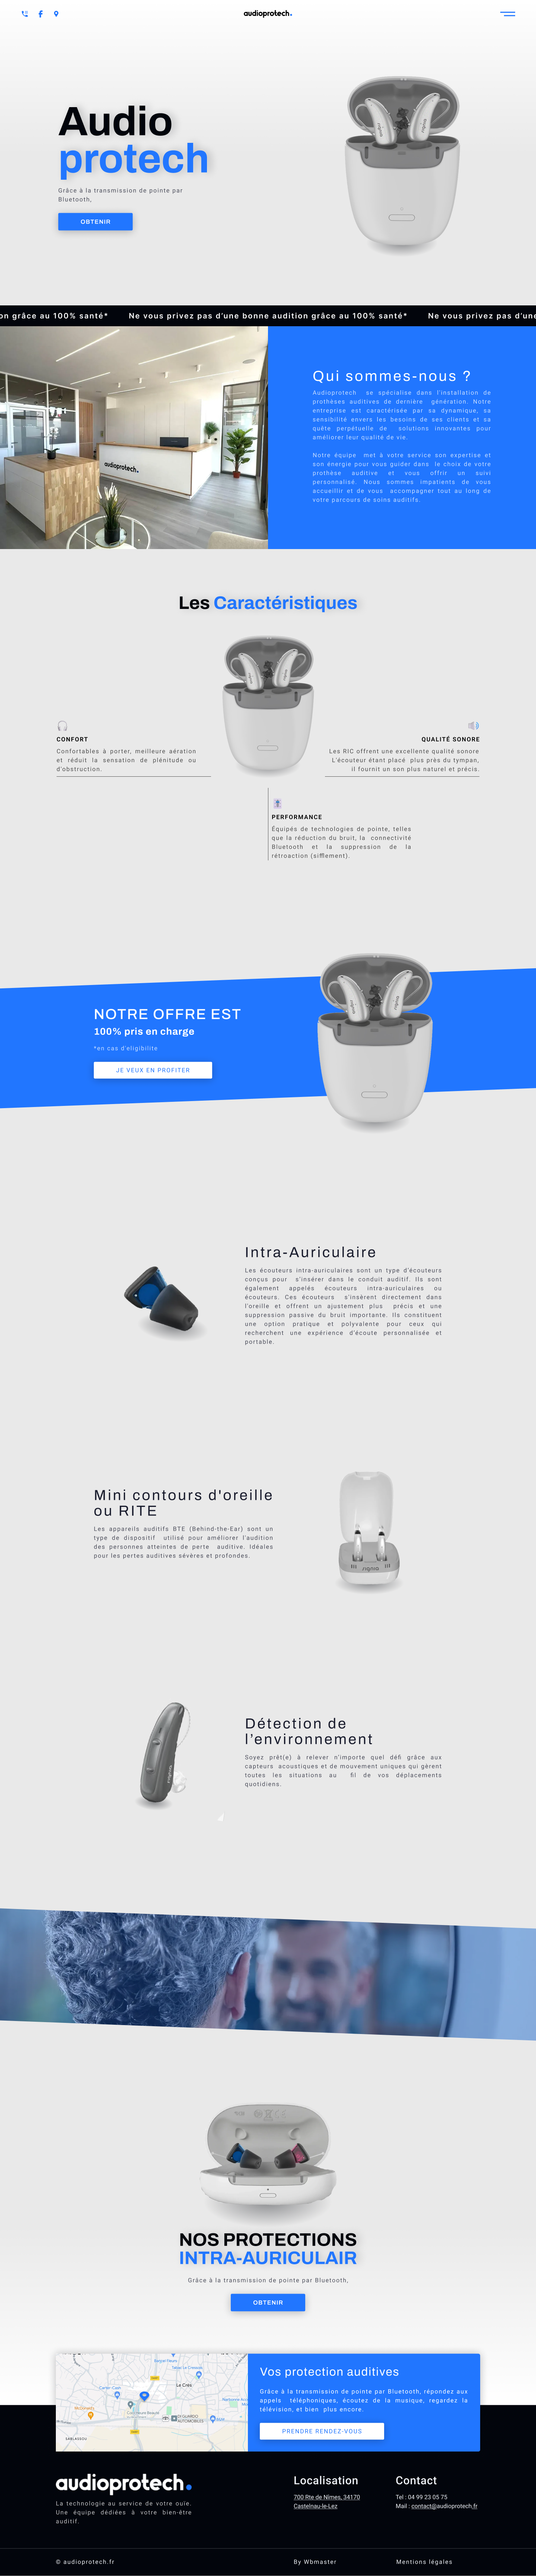 audioprotech.
Audio
protech
Grâce à la transmission de pointe par
Bluetooth,
OBTENIR
on grâce au 100% santé* Ne vous privez pas d'une bonne audition grâce au 100% santé* Ne vous privez pas d'une
audioprotech.
Qui sommes-nous ?
Audioprotech se spécialise dans l'installation de
prothèses auditives de dernière génération. Notre
entreprise est caractérisée par sa dynamique, sa
sensibilité envers les besoins de ses clients et sa
quête perpétuelle de solutions innovantes pour
améliorer leur qualité de vie.
Notre équipe met à votre service son expertise et
son énergie pour vous guider dans le choix de votre
prothèse auditive et vous offrir un suivi
personnalisé. Nous sommes impatients de vous
accueillir et de vous accompagner tout au long de
votre parcours de soins auditifs.
Les Caractéristiques
CONFORT
Confortables à porter, meilleure aération
et réduit la sensation de plénitude ou
d'obstruction.
QUALITÉ SONORE
Les RIC offrent une excellente qualité sonore
L'écouteur étant placé plus près du tympan,
il fournit un son plus naturel et précis.
PERFORMANCE
Équipés de technologies de pointe, telles
que la réduction du bruit, la connectivité
Bluetooth et la suppression de la
rétroaction (sifflement).
NOTRE OFFRE EST
100% pris en charge
*en cas d'eligibilite
JE VEUX EN PROFITER
Intra-Auriculaire
Les écouteurs intra-auriculaires sont un type d'écouteurs
conçus pour s'insérer dans le conduit auditif. Ils sont
également appelés écouteurs intra-auriculaires ou
écouteurs. Ces écouteurs s'insèrent directement dans
l'oreille et offrent un ajustement plus précis et une
suppression passive du bruit importante. Ils constituent
une option pratique et polyvalente pour ceux qui
recherchent une expérience d'écoute personnalisée et
portable.
Mini contours d'oreille
ou RITE
Les appareils auditifs BTE (Behind-the-Ear) sont un
type de dispositif utilisé pour améliorer l'audition
des personnes atteintes de perte auditive. Idéales
pour les pertes auditives sévères et profondes.
signia
Détection de
l'environnement
Soyez prêt(e) à relever n'importe quel défi grâce aux
capteurs acoustiques et de mouvement uniques qui gèrent
toutes les situations au fil de vos déplacements
quotidiens.
NOS PROTECTIONS
INTRA-AURICULAIR
Grâce à la transmission de pointe par Bluetooth,
OBTENIR
Le Crès
Vos protection auditives
Grâce à la transmission de pointe par Bluetooth, répondez aux
appels téléphoniques, écoutez de la musique, regardez la
télévision, et bien plus encore.
PRENDRE RENDEZ-VOUS
audioprotech.
La technologie au service de votre ouïe.
Une équipe dédiées à votre bien-être
auditif.
Localisation
700 Rte de Nîmes, 34170
Castelnau-le-Lez
Contact
Tel : 04 99 23 05 75
Mail : contact@audioprotech.fr
© audioprotech.fr
By Wbmaster
Mentions légales